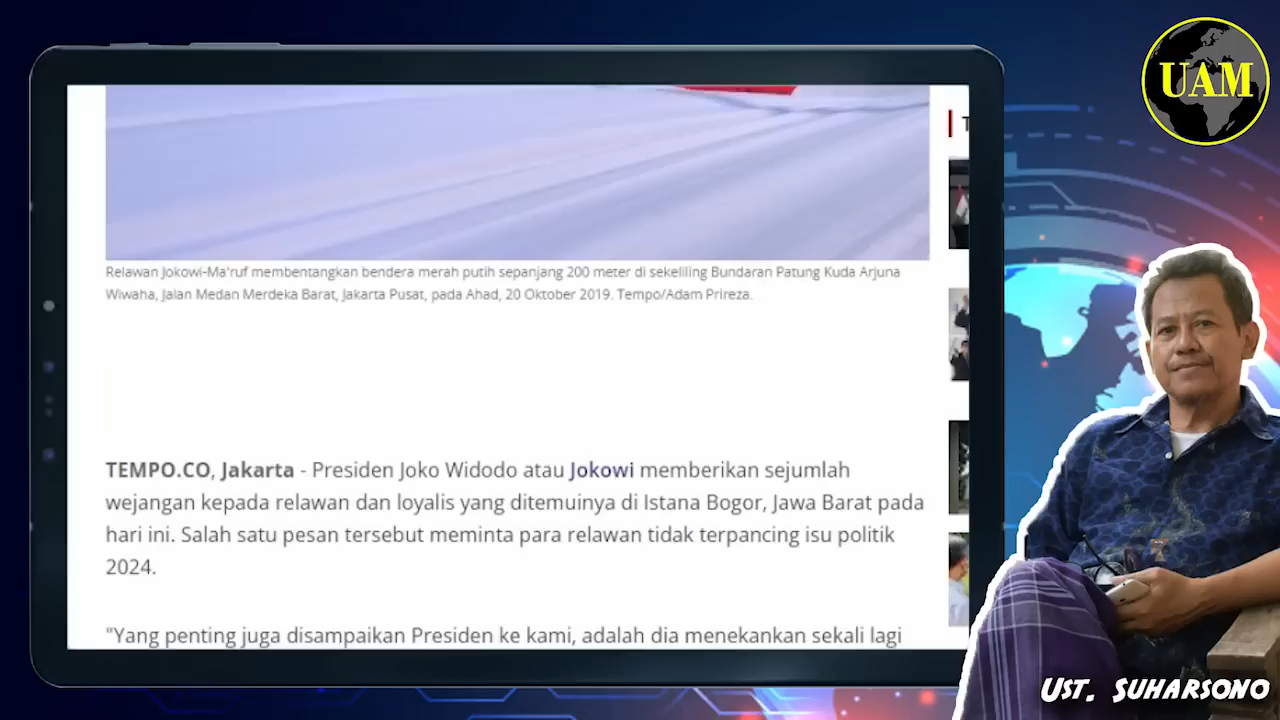 UAM
Relawan Jokowi-Ma'ruf membentangkan bendera merah putih sepanjang 200 meter di sekeliling Bundaran Patung Kuda Arjuna
Wiwaha, Jalan Medan Merdeka Barat, Jakarta Pusat, pada Ahad, 20 Oktober 2019. Tempo/Adam Prireza.
TEMPO.CO, Jakarta - Presiden Joko Widodo atau Jokowi memberikan sejumlah
wejangan kepada relawan dan loyalis yang ditemuinya di Istana Bogor, Jawa Barat pada
hari ini. Salah satu pesan tersebut meminta para relawan tidak terpancing isu politik
2024.
"Yang penting juga disampaikan Presiden ke kami, adalah dia menekankan sekali lagi
UST. SUHARSONO